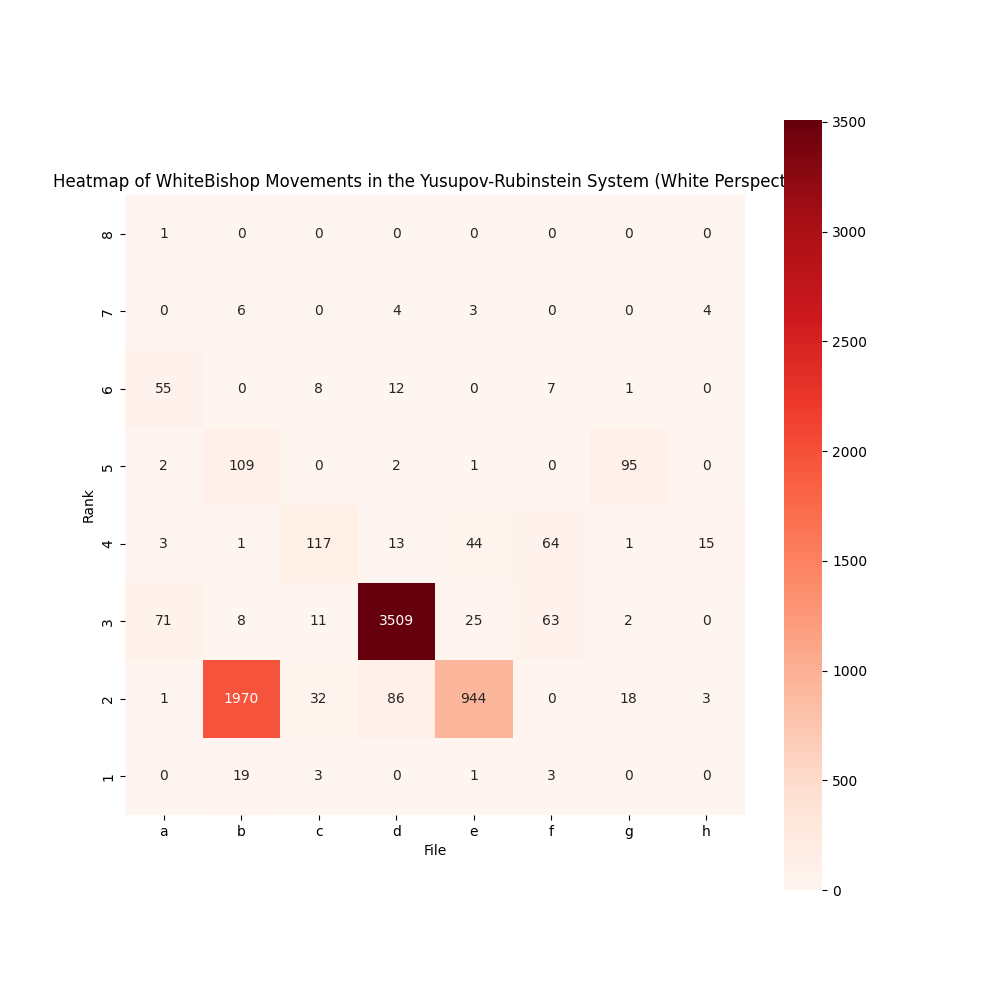 Heatmap of WhiteBishop Movements in the Yusupov-Rubinstein System (White Perspect
8 1 0 0 0 0 0 0 0
7 0 6 0 4 3 0 0 4
6 55 0 8 12 0 7 1 0
5 2 109 0 2 1 0 95 0
Rank
4 3 1 117 13 44 64 1 15
3 71 8 11 3509 25 63 2 0
2 1 1970 32 86 944 0 18 3
1 0 19 3 0 1 3 0 0
a b c d e f g h
File
3500
3000
2500
2000
1500
1000
500
0